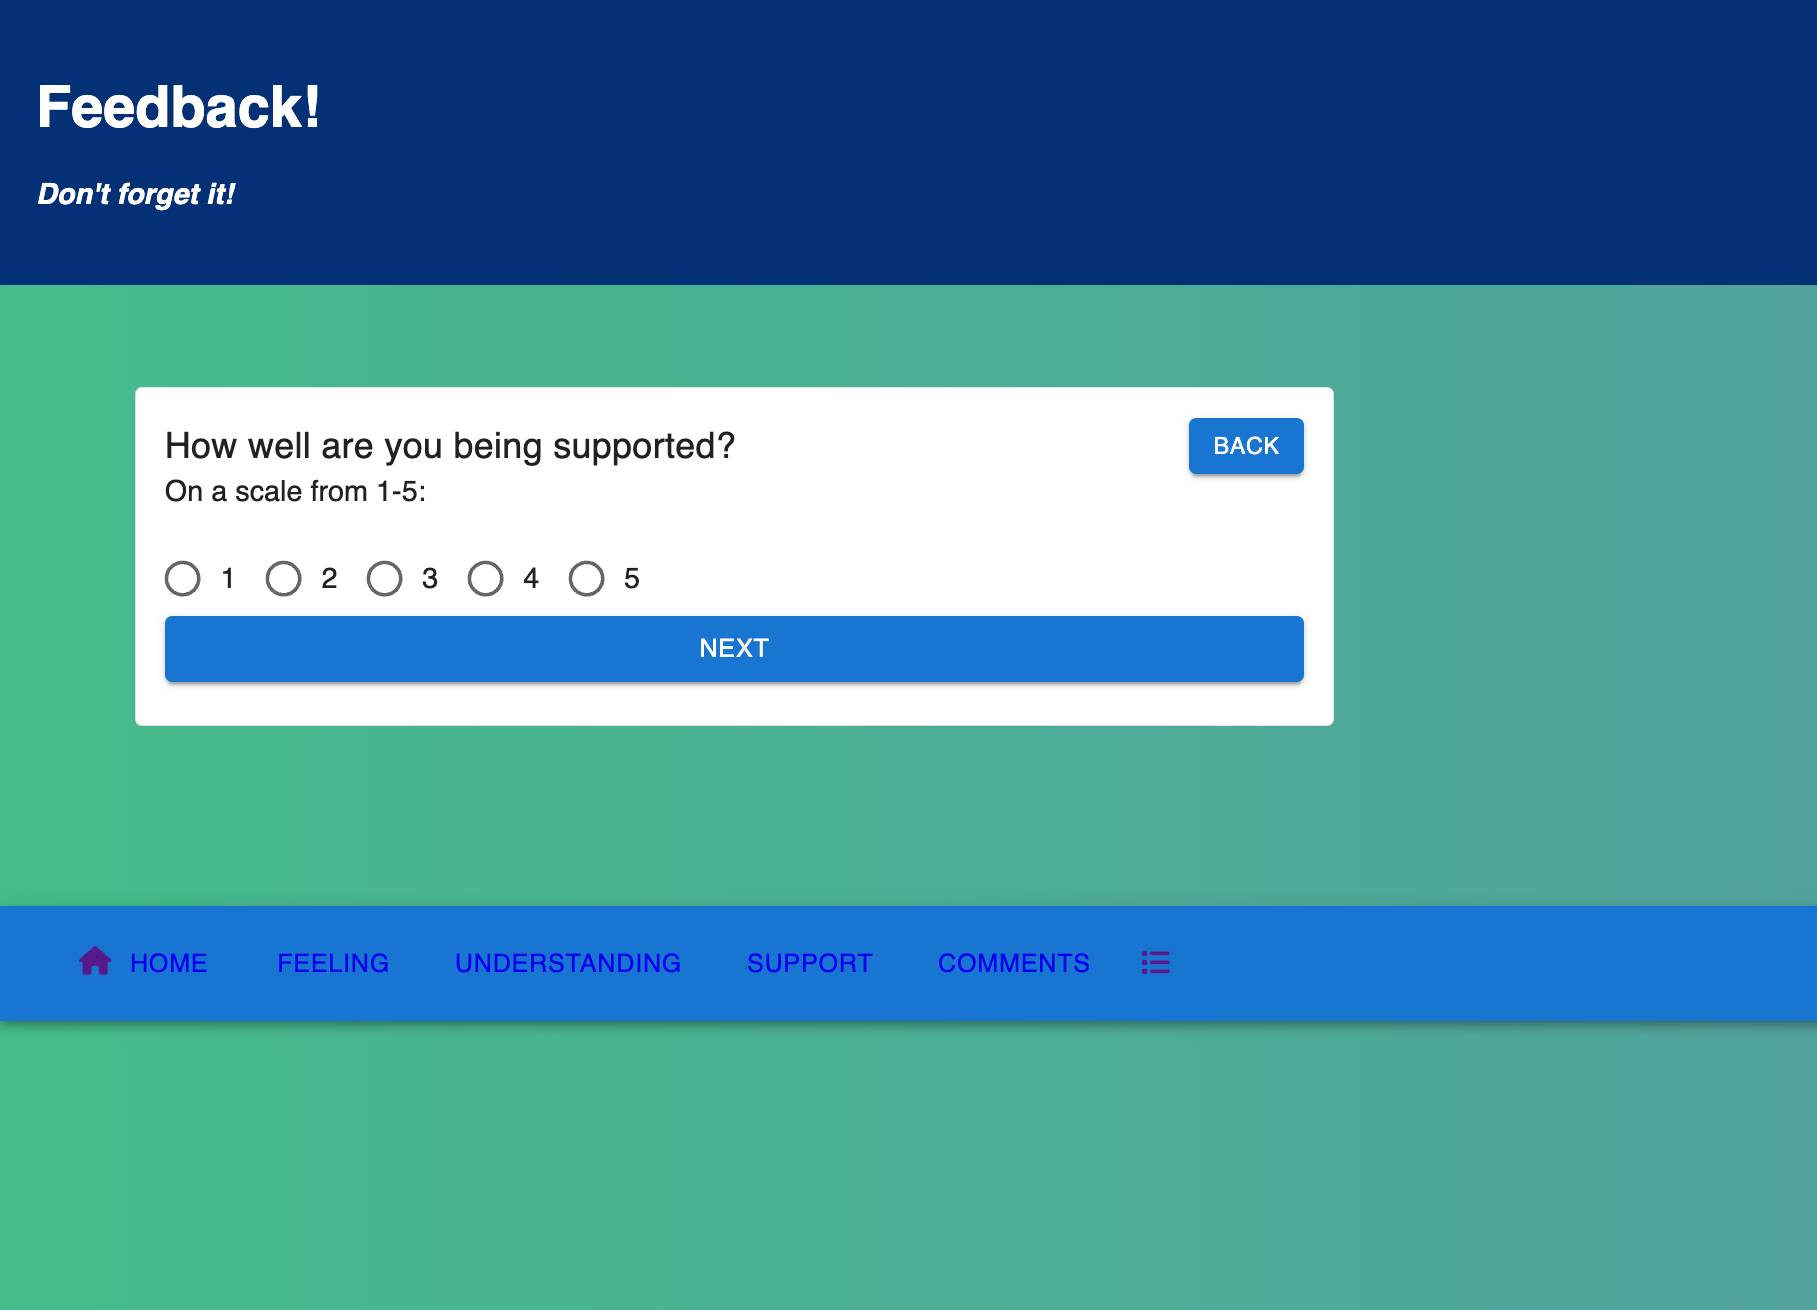 Feedback!
Don't forget it!
How well are you being supported?
BACK
On a scale from 1-5:
1 2 3 4 5
NEXT
HOME FEELING UNDERSTANDING SUPPORT COMMENTS